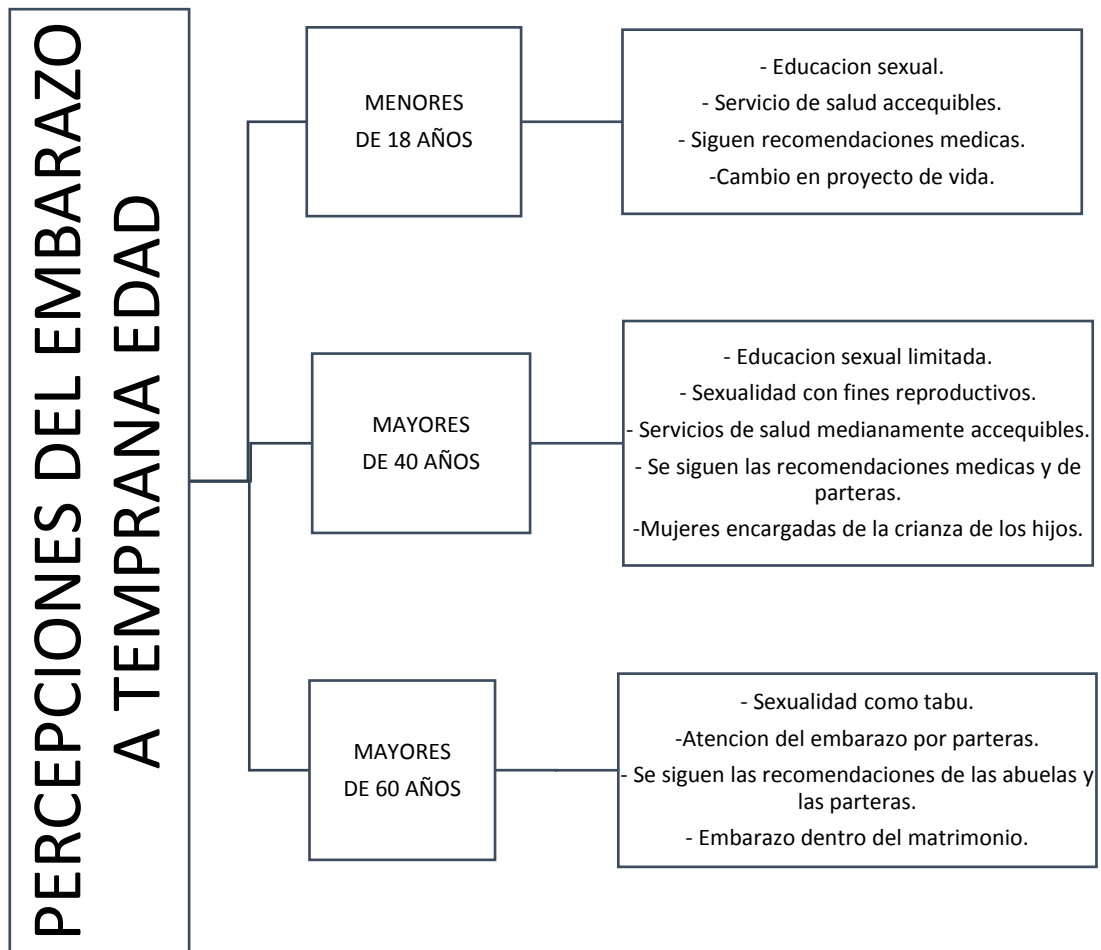 PERCEPCIONES DEL EMBARAZO
A TEMPRANA EDAD
MENORES
DE 18 AÑOS
- Educacion sexual.
- Servicio de salud accequibles.
- Siguen recomendaciones medicas.
-Cambio en proyecto de vida.
MAYORES
DE 40 AÑOS
- Educacion sexual limitada.
- Sexualidad con fines reproductivos.
- Servicios de salud medianamente accequibles.
- Se siguen las recomendaciones medicas y de
parteras.
-Mujeres encargadas de la crianza de los hijos.
MAYORES
DE 60 AÑOS
- Sexualidad como tabu.
-Atencion del embarazo por parteras.
- Se siguen las recomendaciones de las abuelas y
las parteras.
- Embarazo dentro del matrimonio.